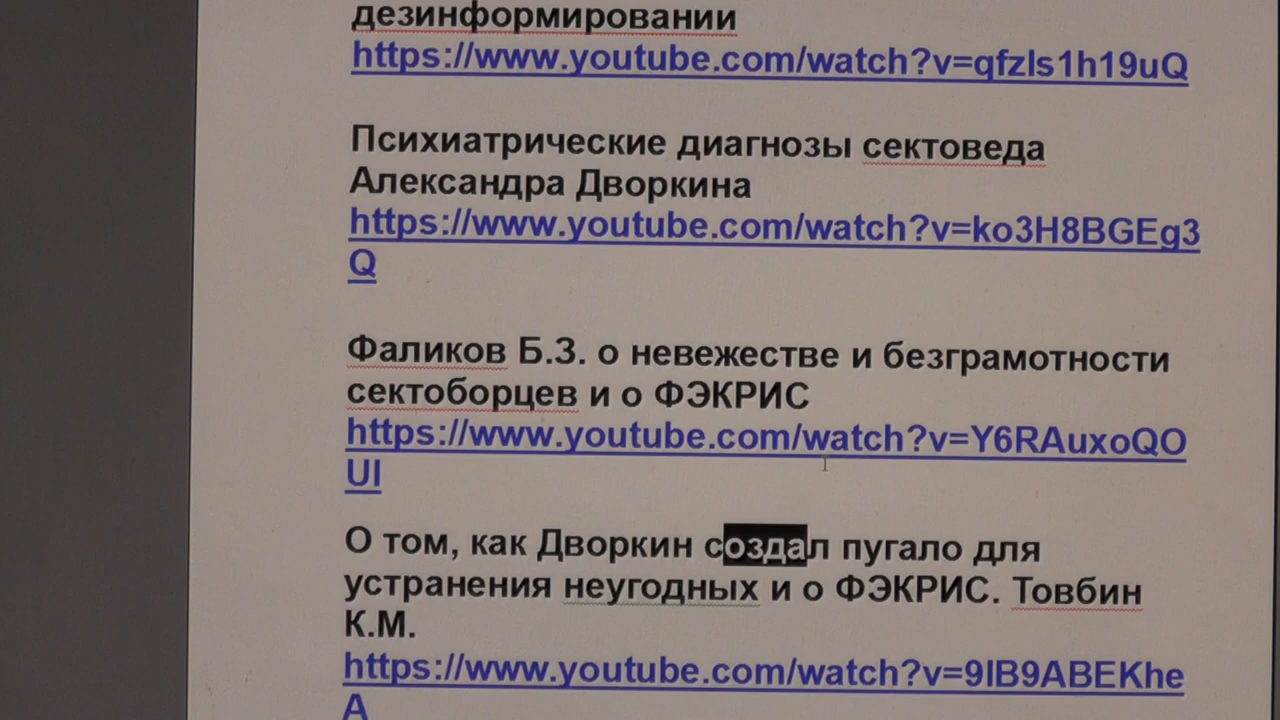 дезинформировании
https://www.youtube.com/watch?v=qfzls1h19uQ
Психиатрические диагнозы сектоведа
Александра Дворкина
https://www.youtube.com/watch?v=ko3H8BGEg3
Q
Фаликов Б.З. о невежестве и безграмотности
сектоборцев и о ФЭКРИС
https://www.youtube.com/watch?v=Y6RAuxoQO
UI
О том, как Дворкин создал пугало для
устранения неугодных и о ФЭКРИС. Товбин
К.М.
https://www.youtube.com/watch?v=9IB9ABEKhe
A